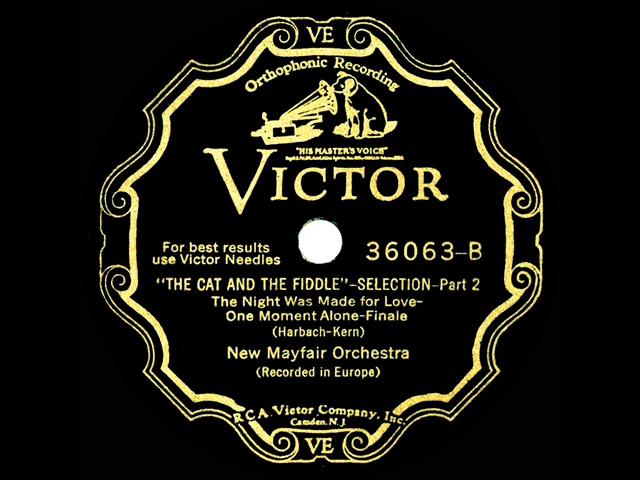 VE
Orthophonic Recording
"HIS MASTER'S VOICE"
VICTOR
For best results
use Victor Needles
36063-B
"THE CAT AND THE FIDDLE"-SELECTION-Part 2
The Night Was Made for Love-
One Moment Alone-Finale
(Harbach-Kern)
New Mayfair Orchestra
(Recorded in Europe)
R.C.A. Victor Company, Inc.
Camden, N. J.
VE